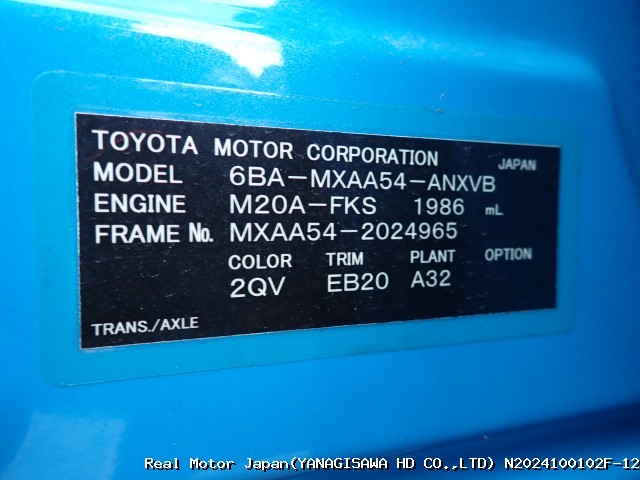 TOYOTA MOTOR CORPORATION JAPAN
MODEL 6BA-MXAA54-ANXVB
ENGINE M20A-FKS 1986 mL
FRAME No. MXAA54-2024965
COLOR TRIM PLANT OPTION
2QV EB20 A32
TRANS./AXLE
Real Motor Japan(YANAGISAWA HD CO.,LTD) N2024100102F-12